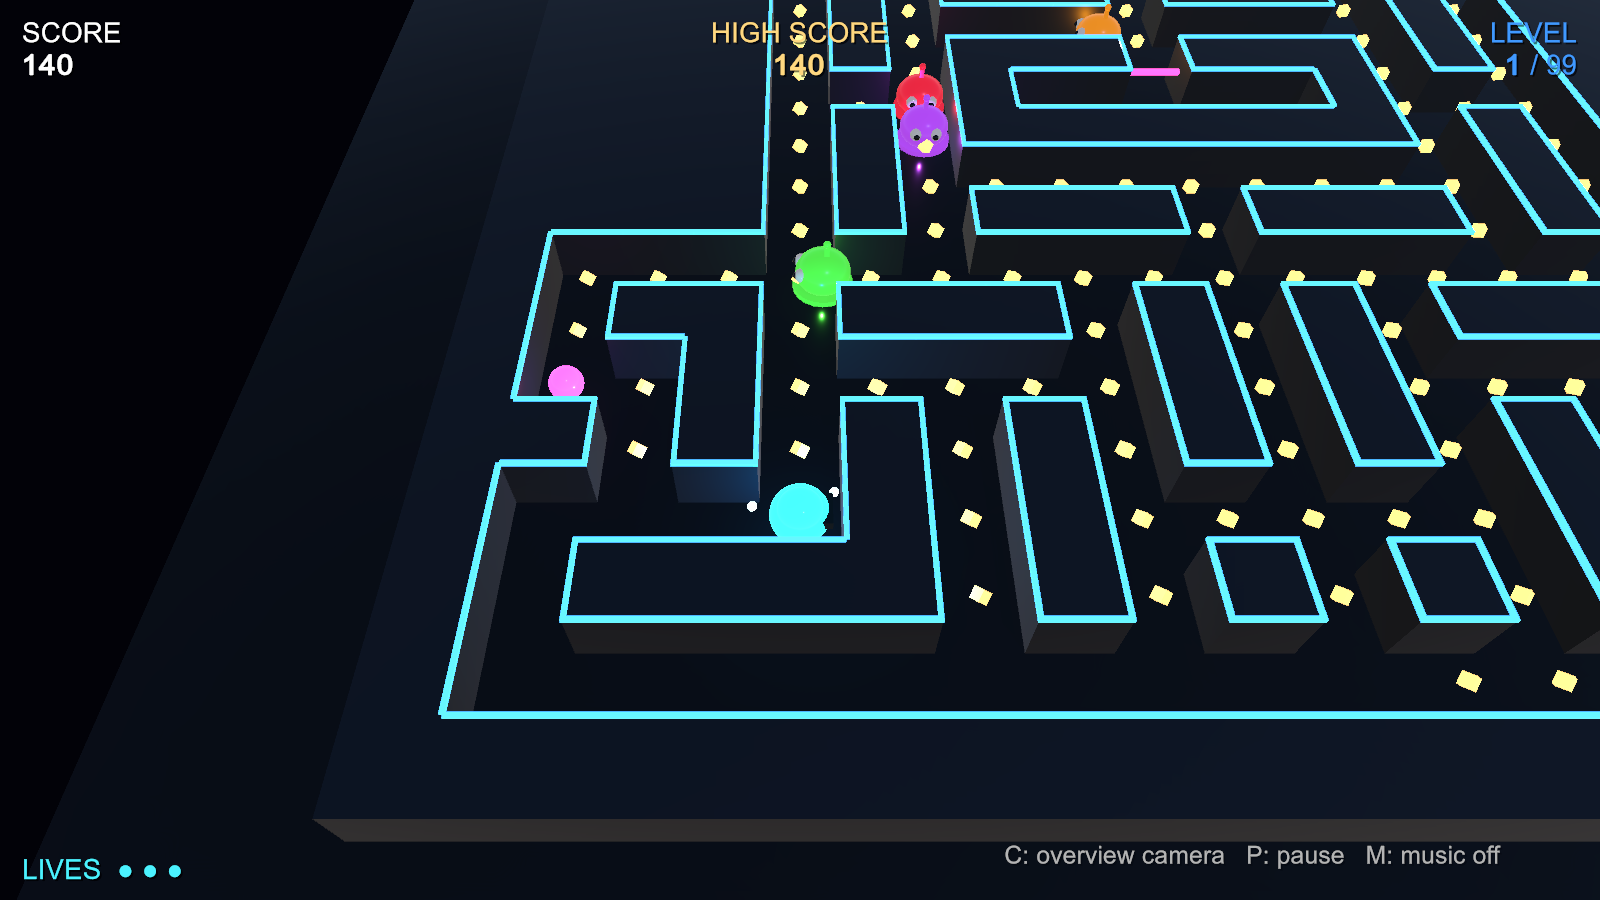 SCORE
140
HIGH SCORE
140
LEVEL
1 / 99
LIVES
C: overview camera P: pause M: music off